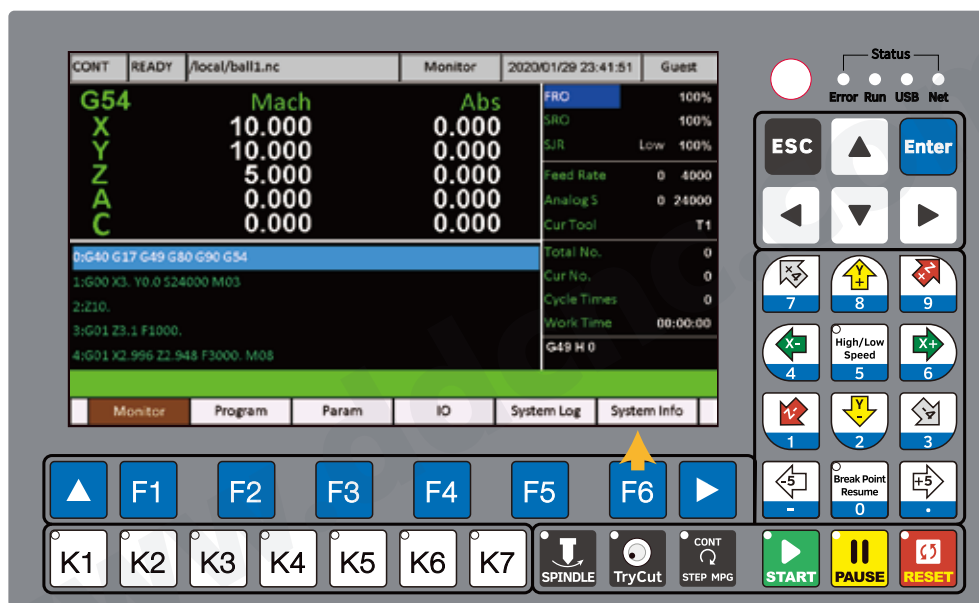 CONT READY /local/ball1.nc Monitor 2020/01/29 23:41:51 Guest
G54 Mach Abs
X 10.000 0.000
Y 10.000 0.000
Z 5.000 0.000
A 0.000 0.000
C 0.000 0.000
FRO 100%
SRO 100%
SJR Low 100%
Feed Rate 0 4000
Analog S 0 24000
Cur Tool T1
Total No. 0
Cur No. 0
Cycle Times 0
Work Time 00:00:00
G49 H 0
0:G40 G17 G49 G80 G90 G54
1:G00 X3. Y0.0 S24000 M03
2:Z10.
3:G01 Z3.1 F1000.
4:G01 X2.996 Z2.948 F3000. M08
Monitor Program Param IO System Log System Info
F1 F2 F3 F4 F5 F6
K1 K2 K3 K4 K5 K6 K7
SPINDLE
TryCut
CONT
STEP MPG
Status
Error Run USB Net
ESC Enter
7
Y
+
8
9
X-
4
High/Low
Speed
5
X+
6
1
Y
-
2
3
-5
-
Break Point
Resume
0
+5
.
START
PAUSE
RESET